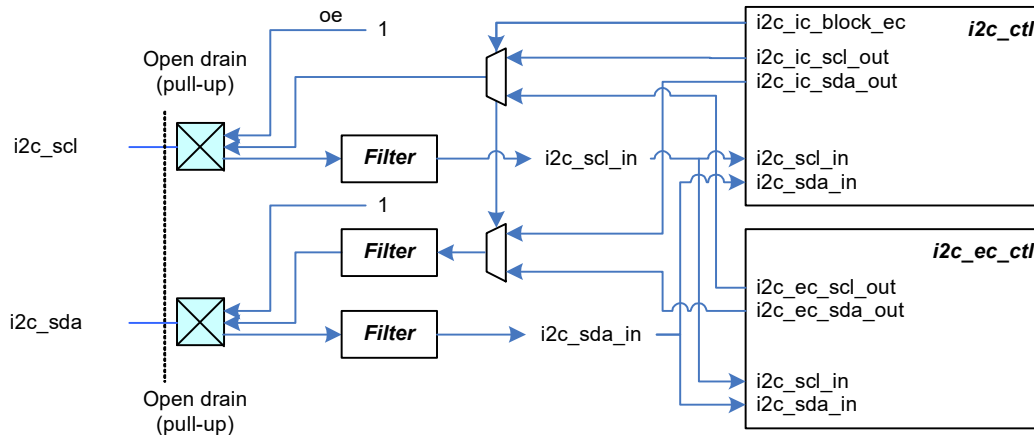 oe
1
i2c_ic_block_ec
i2c_ctl
Open drain
(pull-up)
i2c_ic_scl_out
i2c_ic_sda_out
i2c_scl
Filter
i2c_scl_in
i2c_scl_in
i2c_sda_in
1
Filter
i2c_ec_ctl
i2c_ec_scl_out
i2c_ec_sda_out
i2c_sda
Filter
i2c_sda_in
i2c_scl_in
i2c_sda_in
Open drain
(pull-up)